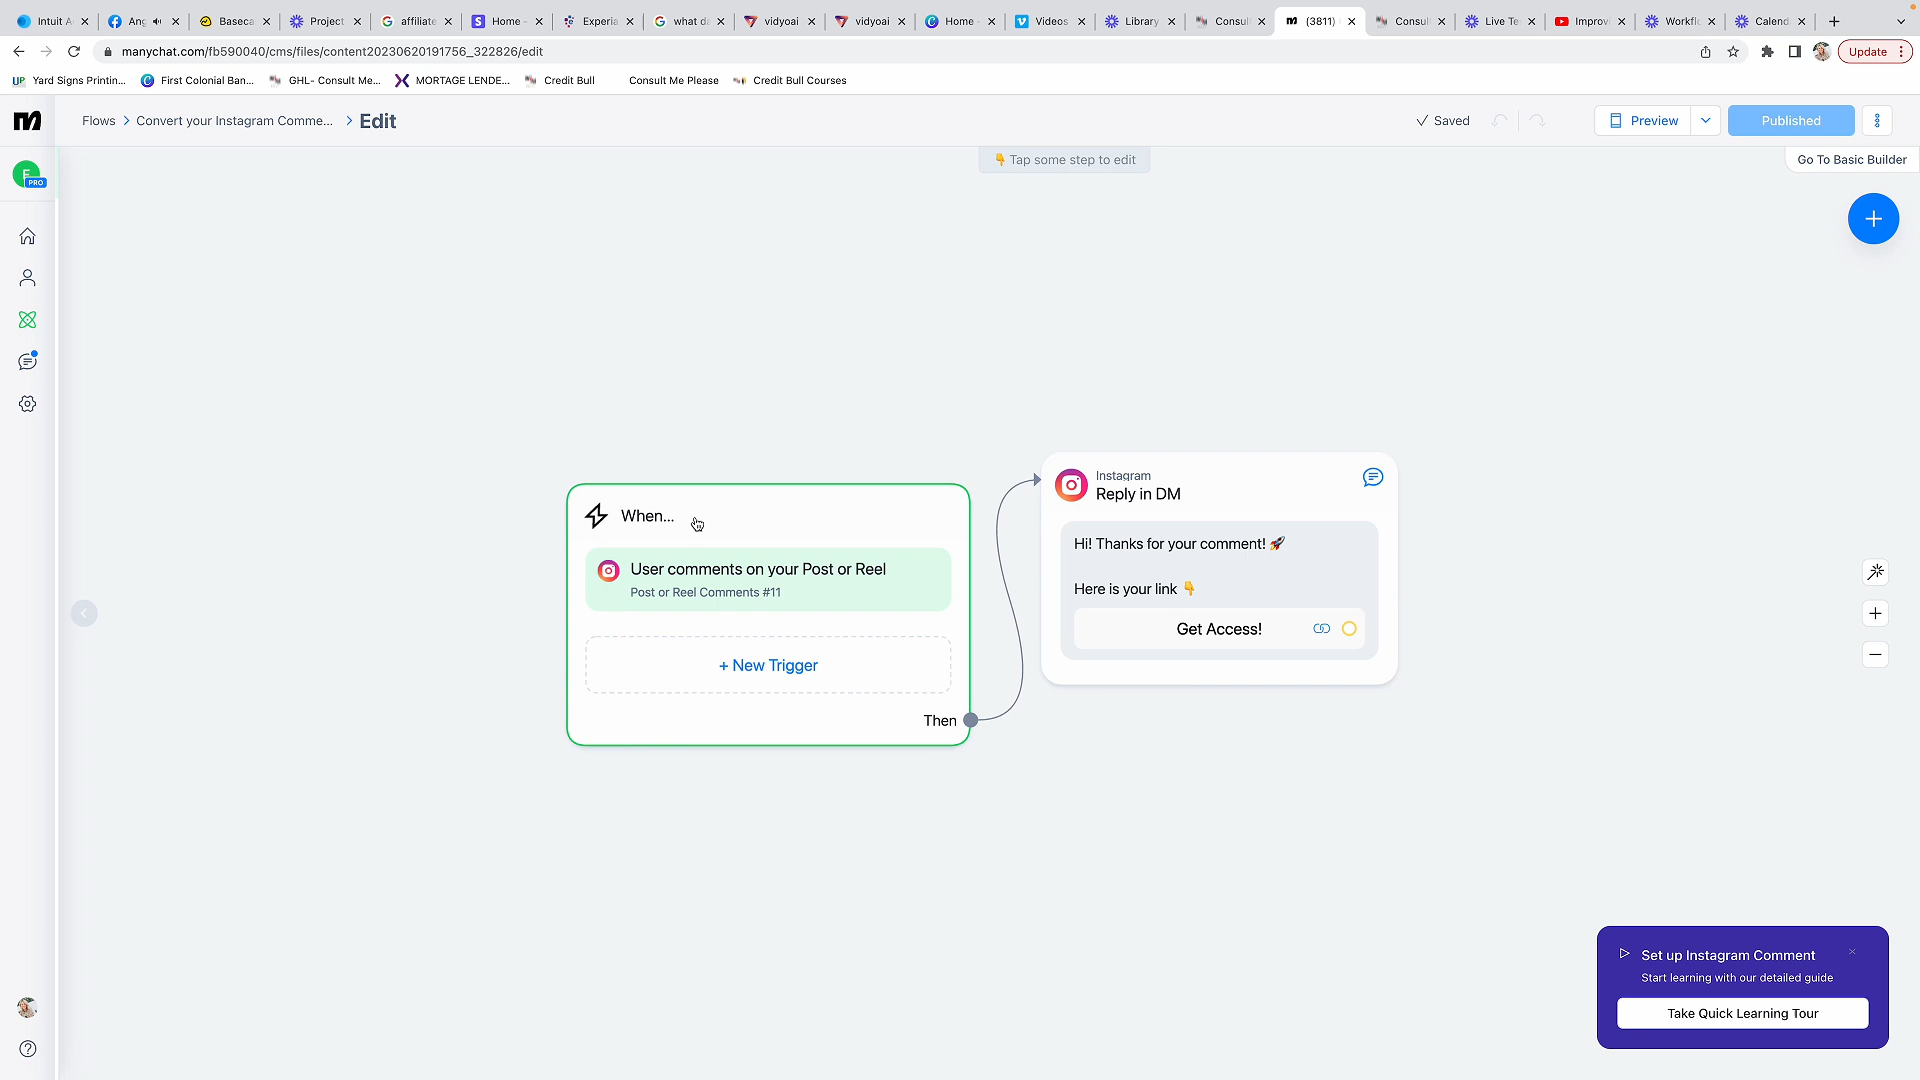 Intuit A
Ang
Baseca
Project
affiliate
Home -
Experia
what da
vidyoai
vidyoai
Home -
Videos
Library
Consul
(3811)
Consul
Live Te
Improvi
Workflo
Calend
manychat.com/fb590040/cms/files/content20230620191756_322826/edit
Update
UP Yard Signs Printin...
First Colonial Ban...
GHL- Consult Me...
MORTAGE LENDE...
Credit Bull
Consult Me Please
Credit Bull Courses
Flows > Convert your Instagram Comme... > Edit
Saved
Preview
Published
👇 Tap some step to edit
Go To Basic Builder
E
PRO
When...
User comments on your Post or Reel
Post or Reel Comments #11
+ New Trigger
Then
Instagram
Reply in DM
Hi! Thanks for your comment! 🚀
Here is your link 👇
Get Access!
Set up Instagram Comment
Start learning with our detailed guide
Take Quick Learning Tour